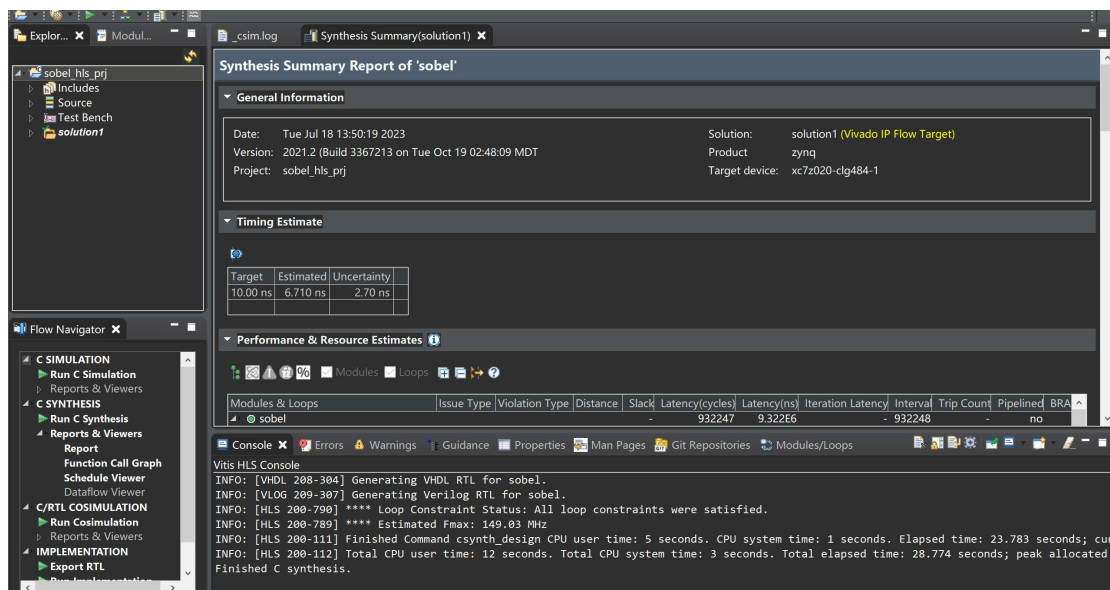 Explor...
Modul...
sobel_hls_prj
Includes
Source
Test Bench
solution1
_csim.log
Synthesis Summary(solution1)
Synthesis Summary Report of 'sobel'
General Information
Date: Tue Jul 18 13:50:19 2023
Version: 2021.2 (Build 3367213 on Tue Oct 19 02:48:09 MDT
Project: sobel_hls_prj
Solution: solution1 (Vivado IP Flow Target)
Product zynq
Target device: xc7z020-clg484-1
Timing Estimate
Target Estimated Uncertainty
10.00 ns 6.710 ns 2.70 ns
Performance & Resource Estimates
% Modules Loops
Modules & Loops Issue Type Violation Type Distance Slack Latency(cycles) Latency(ns) Iteration Latency Interval Trip Count Pipelined BRA
sobel - 932247 9.322E6 - 932248 - no
Flow Navigator
C SIMULATION
Run C Simulation
Reports & Viewers
C SYNTHESIS
Run C Synthesis
Reports & Viewers
Report
Function Call Graph
Schedule Viewer
Dataflow Viewer
C/RTL COSIMULATION
Run Cosimulation
Reports & Viewers
IMPLEMENTATION
Export RTL
Run Implementation
Console Errors Warnings Guidance Properties Man Pages Git Repositories Modules/Loops
Vitis HLS Console
INFO: [VHDL 208-304] Generating VHDL RTL for sobel.
INFO: [VLOG 209-307] Generating Verilog RTL for sobel.
INFO: [HLS 200-790] **** Loop Constraint Status: All loop constraints were satisfied.
INFO: [HLS 200-789] **** Estimated Fmax: 149.03 MHz
INFO: [HLS 200-111] Finished Command csynth_design CPU user time: 5 seconds. CPU system time: 1 seconds. Elapsed time: 23.783 seconds; cu
INFO: [HLS 200-112] Total CPU user time: 12 seconds. Total CPU system time: 3 seconds. Total elapsed time: 28.774 seconds; peak allocated
Finished C synthesis.